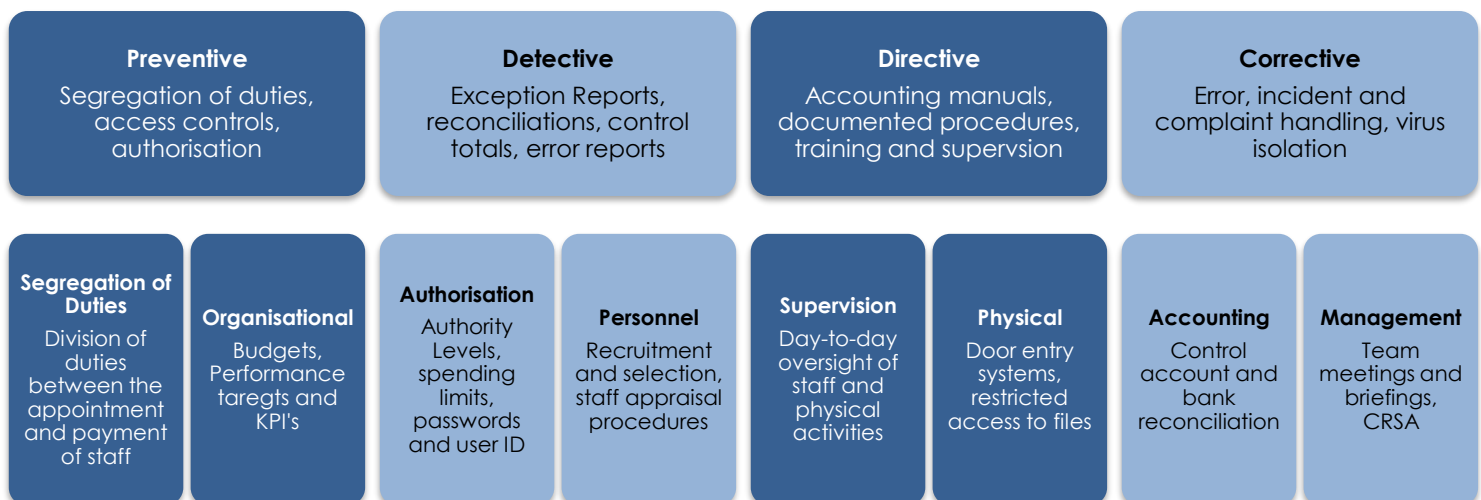 Preventive
Segregation of duties,
access controls,
authorisation
Detective
Exception Reports,
reconciliations, control
totals, error reports
Directive
Accounting manuals,
documented procedures,
training and supervsion
Corrective
Error, incident and
complaint handling, virus
isolation
Segregation of
Duties
Division of
duties
between the
appointment
and payment
of staff
Organisational
Budgets,
Performance
taregts and
KPI's
Authorisation
Authority
Levels,
spending
limits,
passwords
and user ID
Personnel
Recruitment
and selection,
staff appraisal
procedures
Supervision
Day-to-day
oversight of
staff and
physical
activities
Physical
Door entry
systems,
restricted
access to files
Accounting
Control
account and
bank
reconciliation
Management
Team
meetings and
briefings,
CRSA